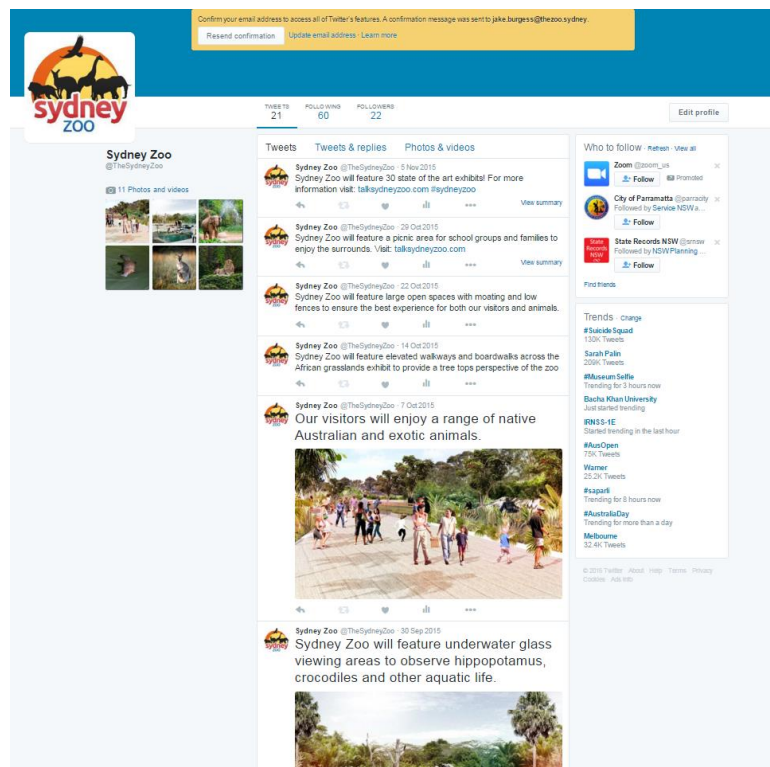 Confirm your email address to access all of Twitter's features. A confirmation message was sent to jake.burgess@thezoo.sydney.
Resend confirmation Update email address · Learn more
sydney
ZOO
TWEETS FOLLOWING FOLLOWERS
21 60 22
Edit profile
Sydney Zoo
@TheSydneyZoo
11 Photos and videos
Tweets Tweets & replies Photos & videos
Sydney Zoo @TheSydneyZoo · 5 Nov 2015
Sydney Zoo will feature 30 state of the art exhibits! For more
information visit: talksydneyzoo.com #sydneyzoo
View summary
Sydney Zoo @TheSydneyZoo · 29 Oct 2015
Sydney Zoo will feature a picnic area for school groups and families to
enjoy the surrounds. Visit: talksydneyzoo.com
View summary
Sydney Zoo @TheSydneyZoo · 22 Oct 2015
Sydney Zoo will feature large open spaces with moating and low
fences to ensure the best experience for both our visitors and animals.
Sydney Zoo @TheSydneyZoo · 14 Oct 2015
Sydney Zoo will feature elevated walkways and boardwalks across the
African grasslands exhibit to provide a tree tops perspective of the zoo
Sydney Zoo @TheSydneyZoo · 7 Oct 2015
Our visitors will enjoy a range of native
Australian and exotic animals.
Sydney Zoo @TheSydneyZoo · 30 Sep 2015
Sydney Zoo will feature underwater glass
viewing areas to observe hippopotamus,
crocodiles and other aquatic life.
Who to follow · Refresh · View all
Zoom @zoom_us
Follow Promoted
City of Parramatta @parracity
Followed by Service NSW a...
Follow
State Records NSW
State Records NSW @srnsw
Followed by NSW Planning ...
Follow
Find friends
Trends · Change
#SuicideSquad
130K Tweets
Sarah Palin
209K Tweets
#MuseumSelfie
Trending for 3 hours now
Bacha Khan University
Just started trending
IRNSS-1E
Started trending in the last hour
#AusOpen
75K Tweets
Warner
25.2K Tweets
#saparli
Trending for 8 hours now
#AustraliaDay
Trending for more than a day
Melbourne
32.4K Tweets
© 2016 Twitter About Help Terms Privacy
Cookies Ads info